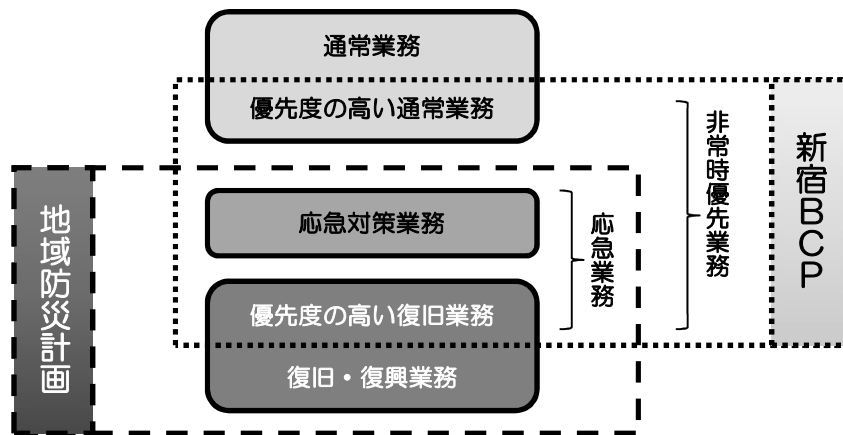 通常業務
優先度の高い通常業務
非常時優先業務
新宿BCP
地域防災計画
応急対策業務
応急業務
優先度の高い復旧業務
復旧・復興業務